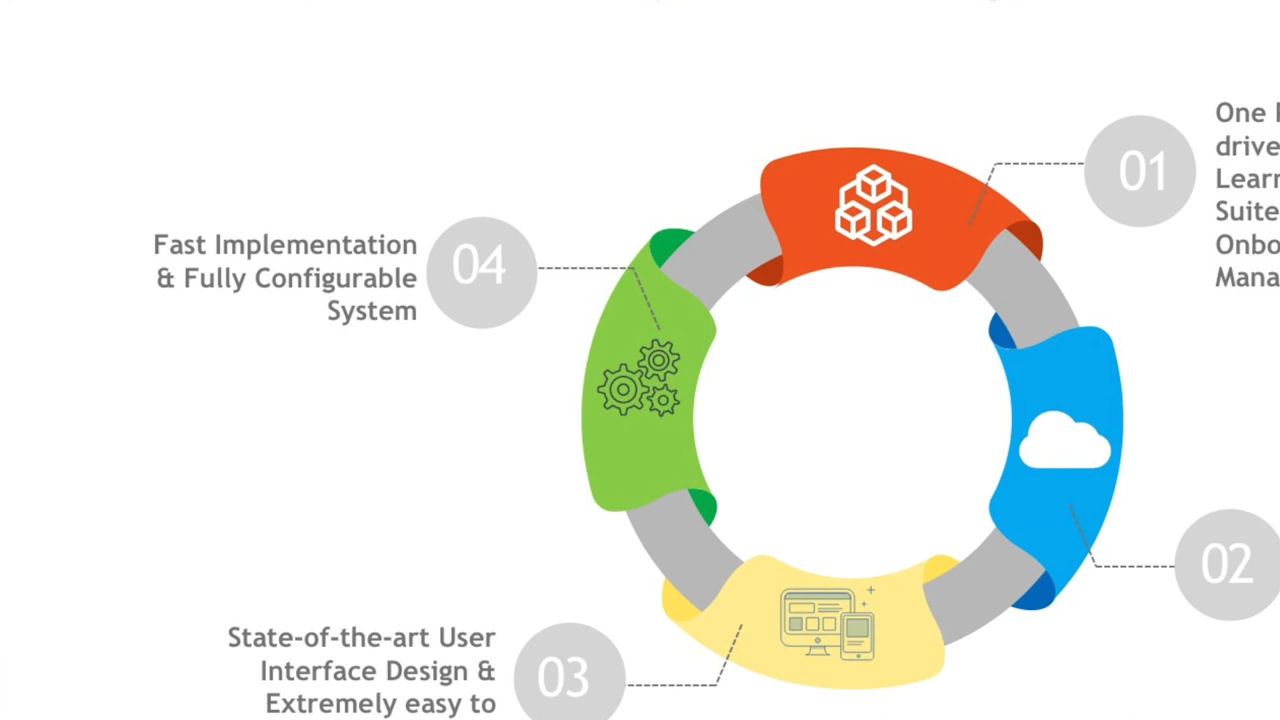 01
One
drive
Learn
Suite
Onbo
Mana
04
Fast Implementation
& Fully Configurable
System
02
03
State-of-the-art User
Interface Design &
Extremely easy to